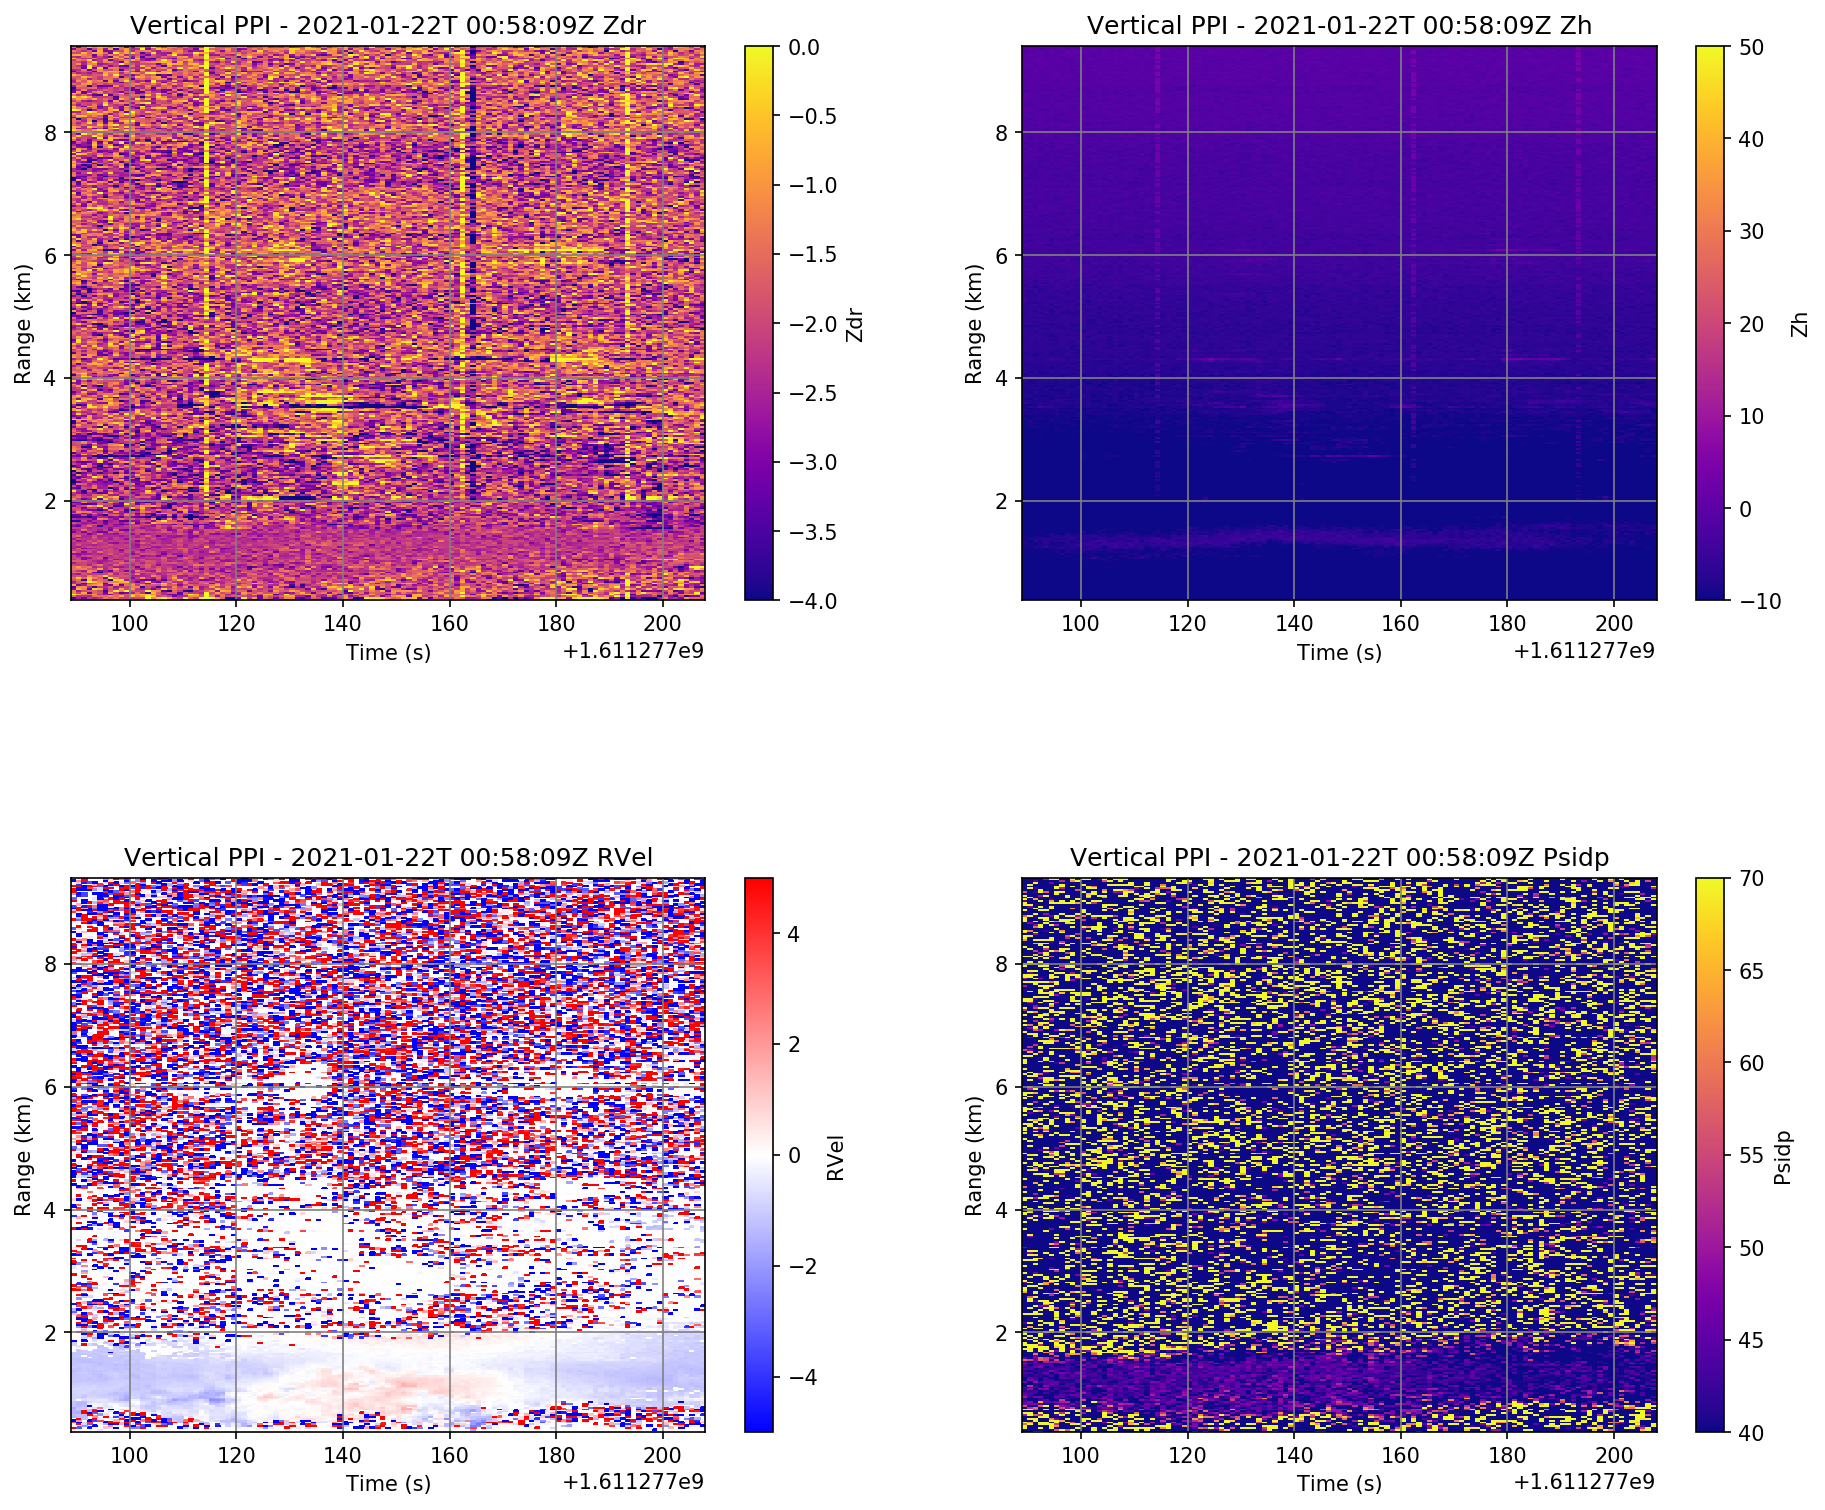 Vertical PPI - 2021-01-22T 00:58:09Z Zdr
8
6
4
2
Range (km)
100 120 140 160 180 200
Time (s)
+1.611277e9
0.0
−0.5
−1.0
−1.5
−2.0
−2.5
−3.0
−3.5
−4.0
Zdr
Vertical PPI - 2021-01-22T 00:58:09Z Zh
8
6
4
2
Range (km)
100 120 140 160 180 200
Time (s)
+1.611277e9
50
40
30
20
10
0
−10
Zh
Vertical PPI - 2021-01-22T 00:58:09Z RVel
8
6
4
2
Range (km)
100 120 140 160 180 200
Time (s)
+1.611277e9
4
2
0
−2
−4
RVel
Vertical PPI - 2021-01-22T 00:58:09Z Psidp
8
6
4
2
Range (km)
100 120 140 160 180 200
Time (s)
+1.611277e9
70
65
60
55
50
45
40
Psidp